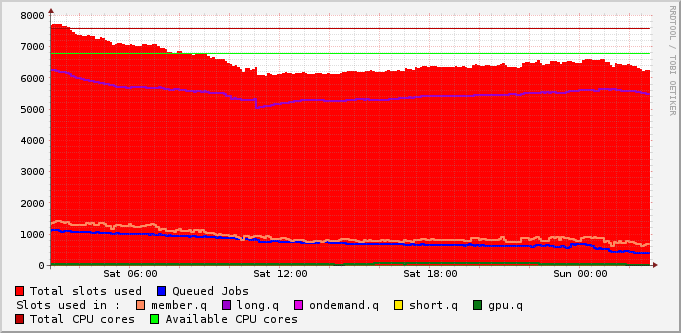 8000
7000
6000
5000
4000
3000
2000
1000
0
Sat 06:00 Sat 12:00 Sat 18:00 Sun 00:00
Total slots used Queued Jobs
Slots used in : member.q long.q ondemand.q short.q gpu.q
Total CPU cores Available CPU cores
RRDTOOL / TOBI OETIKER